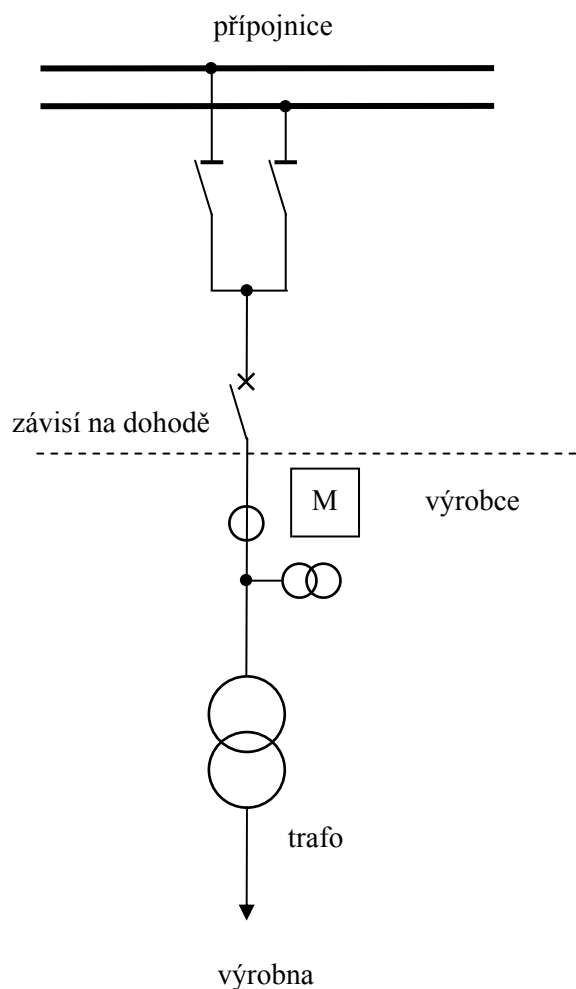 přípojnice
závisí na dohodě
M
výrobce
trafo
výrobna